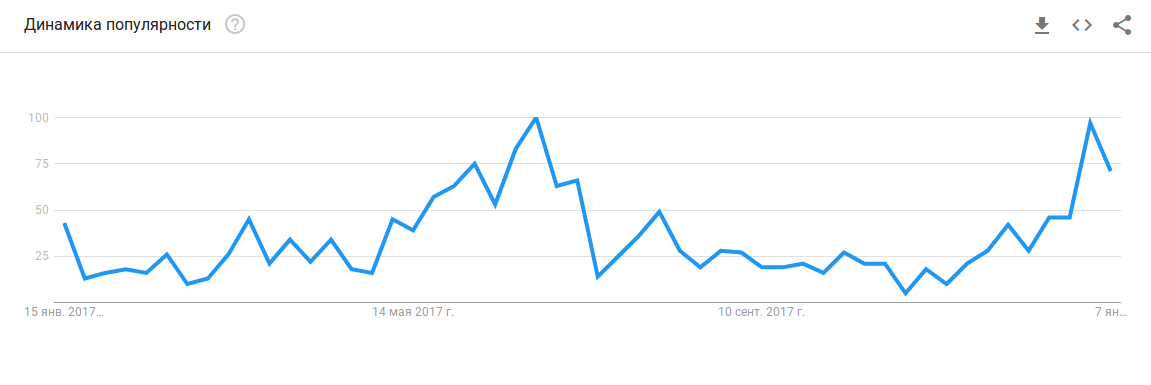 Динамика популярности ?
100
75
50
25
15 янв. 2017…
14 мая 2017 г.
10 сент. 2017 г.
7 ян…